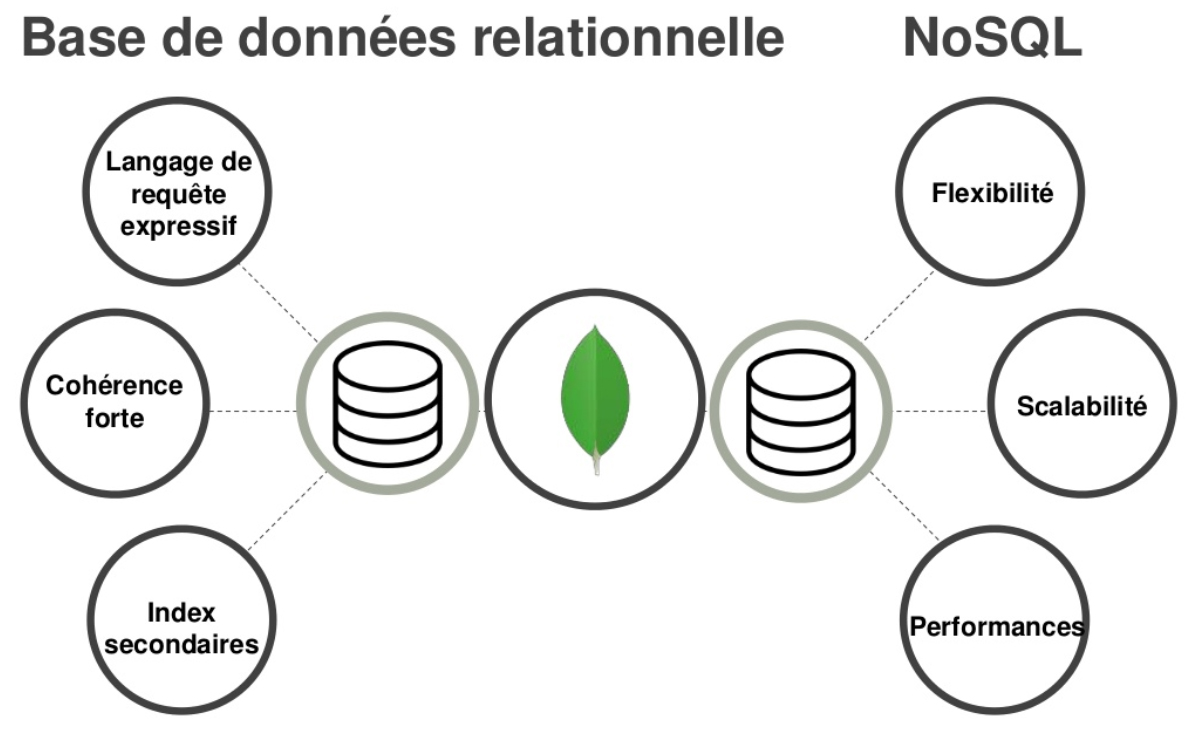 Base de données relationnelle
NoSQL
Langage de
requête
expressif
Cohérence
forte
Index
secondaires
Flexibilité
Scalabilité
Performances